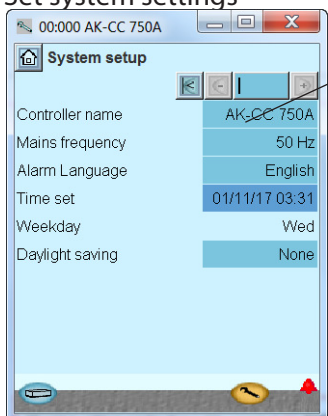 Set system settings
00:000 AK-CC 750A
System setup
Controller name AK-CC 750A
Mains frequency 50 Hz
Alarm Language English
Time set 01/11/17 03:31
Weekday Wed
Daylight saving None